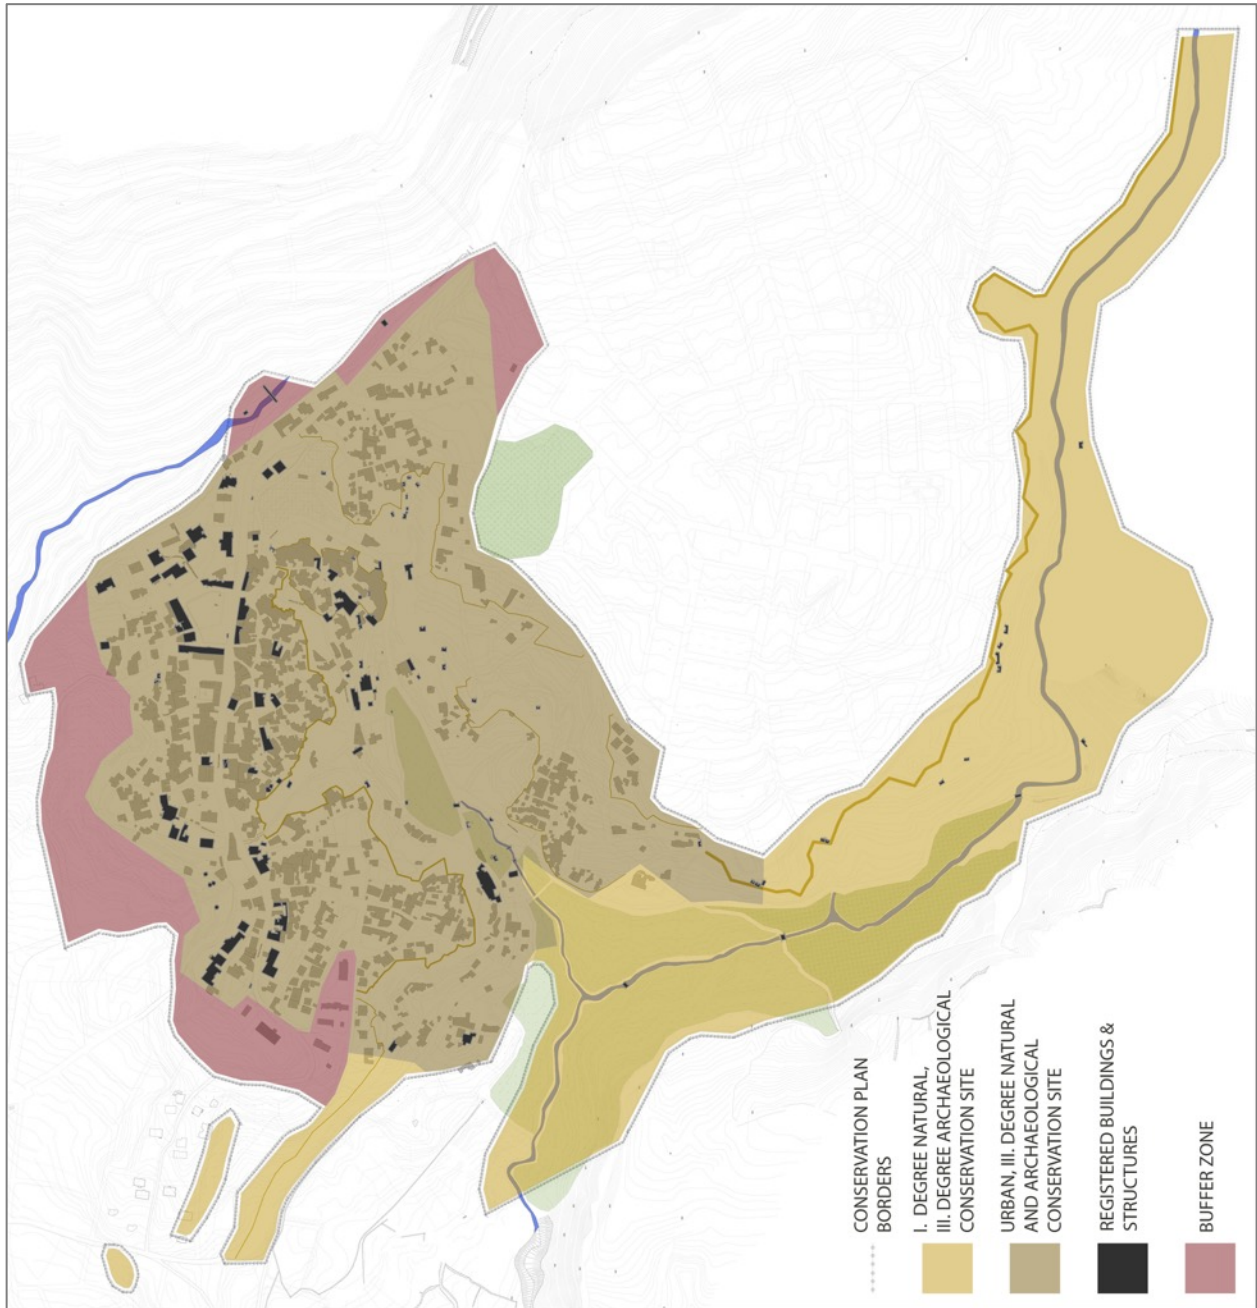 CONSERVATION PLAN
BORDERS
I. DEGREE NATURAL,
III. DEGREE ARCHAEOLOGICAL
CONSERVATION SITE
URBAN, III. DEGREE NATURAL
AND ARCHAEOLOGICAL
CONSERVATION SITE
REGISTERED BUILDINGS &
STRUCTURES
BUFFER ZONE